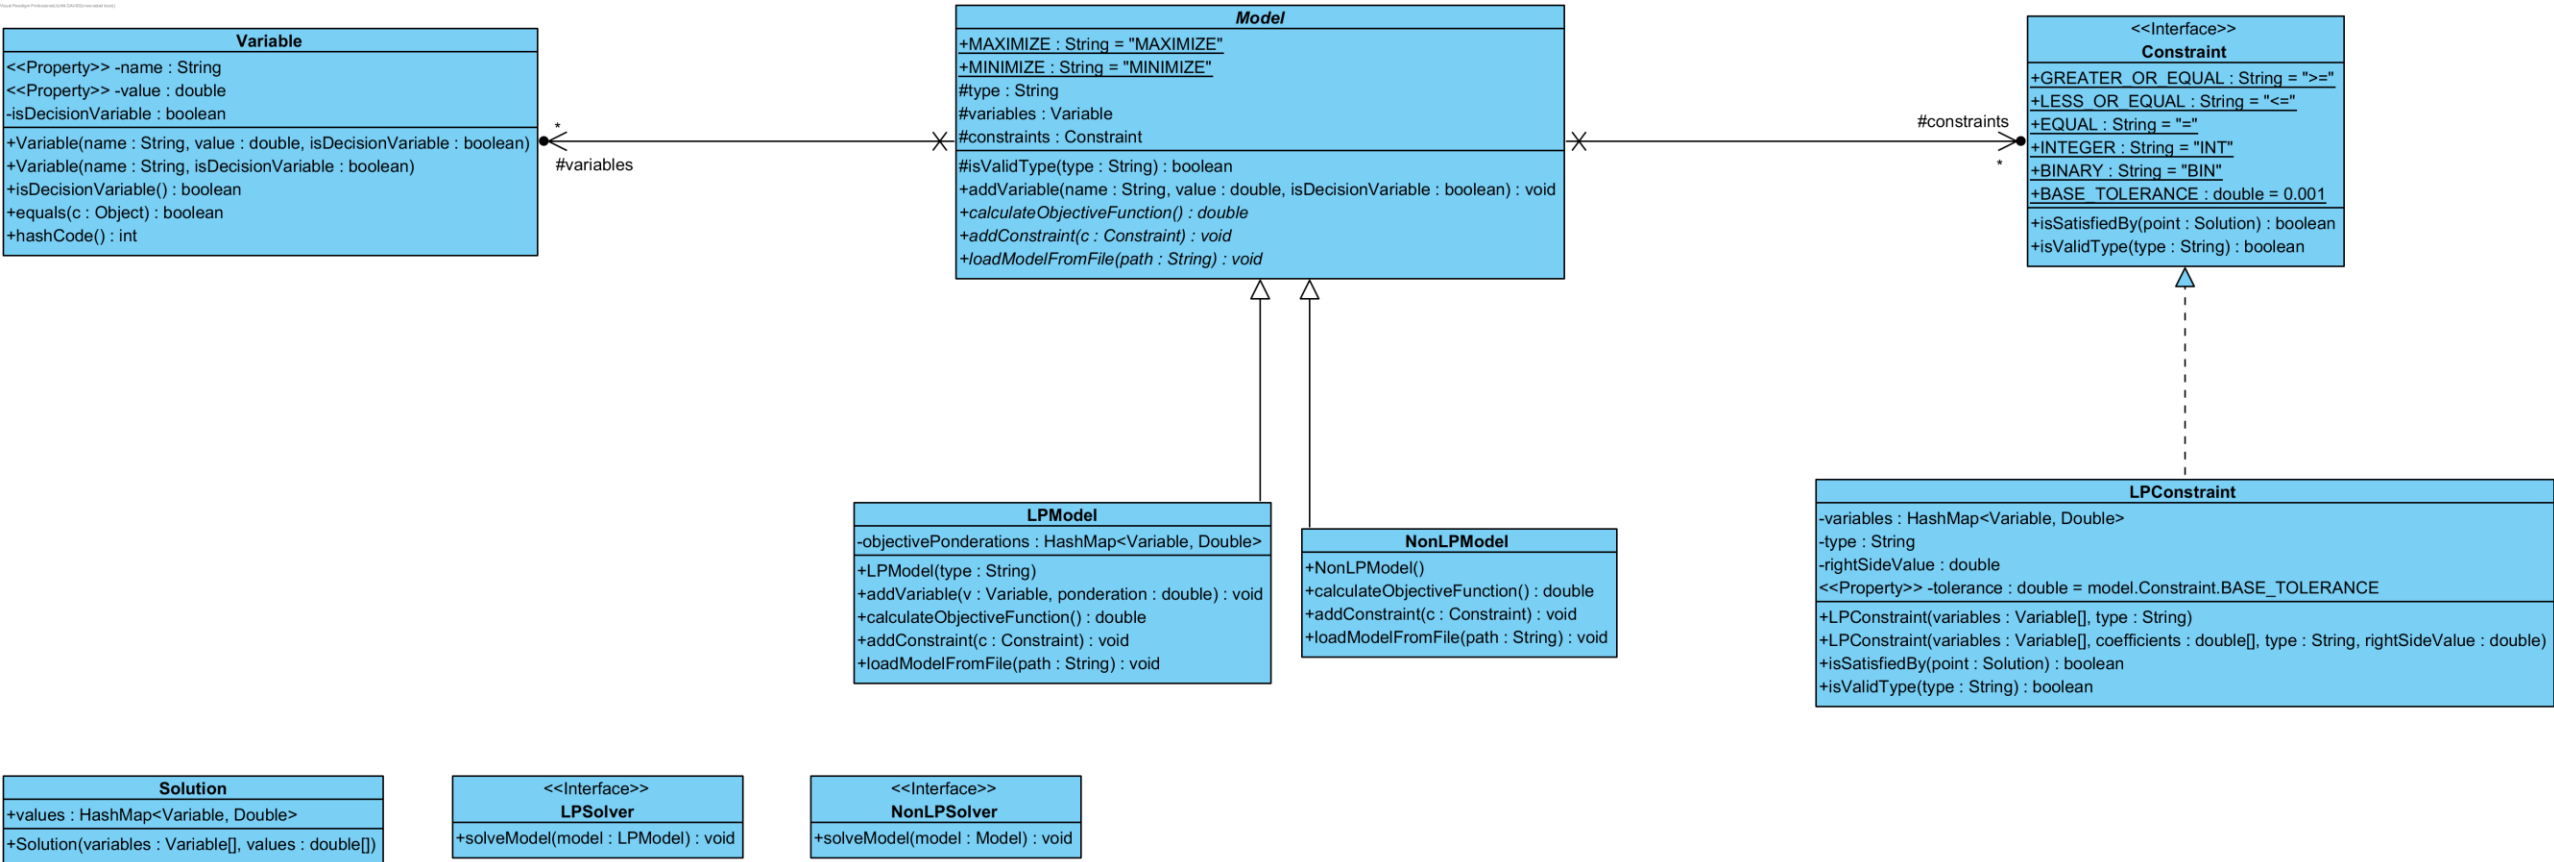 Variable
<<Property>> -name : String
<<Property>> -value : double
-isDecisionVariable : boolean
+Variable(name : String, value : double, isDecisionVariable : boolean)
+Variable(name : String, isDecisionVariable : boolean)
+isDecisionVariable() : boolean
+equals(c : Object) : boolean
+hashCode() : int
*
#variables
Model
+MAXIMIZE : String = "MAXIMIZE"
+MINIMIZE : String = "MINIMIZE"
#type : String
#variables : Variable
#constraints : Constraint
#isValidType(type : String) : boolean
+addVariable(name : String, value : double, isDecisionVariable : boolean) : void
+calculateObjectiveFunction() : double
+addConstraint(c : Constraint) : void
+loadModelFromFile(path : String) : void
#constraints
*
<<Interface>>
Constraint
+GREATER_OR_EQUAL : String = ">="
+LESS_OR_EQUAL : String = "<="
+EQUAL : String = "="
+INTEGER : String = "INT"
+BINARY : String = "BIN"
+BASE_TOLERANCE : double = 0.001
+isSatisfiedBy(point : Solution) : boolean
+isValidType(type : String) : boolean
LPModel
-objectivePonderations : HashMap<Variable, Double>
+LPModel(type : String)
+addVariable(v : Variable, ponderation : double) : void
+calculateObjectiveFunction() : double
+addConstraint(c : Constraint) : void
+loadModelFromFile(path : String) : void
NonLPModel
+NonLPModel()
+calculateObjectiveFunction() : double
+addConstraint(c : Constraint) : void
+loadModelFromFile(path : String) : void
LPConstraint
-variables : HashMap<Variable, Double>
-type : String
-rightSideValue : double
<<Property>> -tolerance : double = model.Constraint.BASE_TOLERANCE
+LPConstraint(variables : Variable[], type : String)
+LPConstraint(variables : Variable[], coefficients : double[], type : String, rightSideValue : double)
+isSatisfiedBy(point : Solution) : boolean
+isValidType(type : String) : boolean
Solution
+values : HashMap<Variable, Double>
+Solution(variables : Variable[], values : double[])
<<Interface>>
LPSolver
+solveModel(model : LPModel) : void
<<Interface>>
NonLPSolver
+solveModel(model : Model) : void